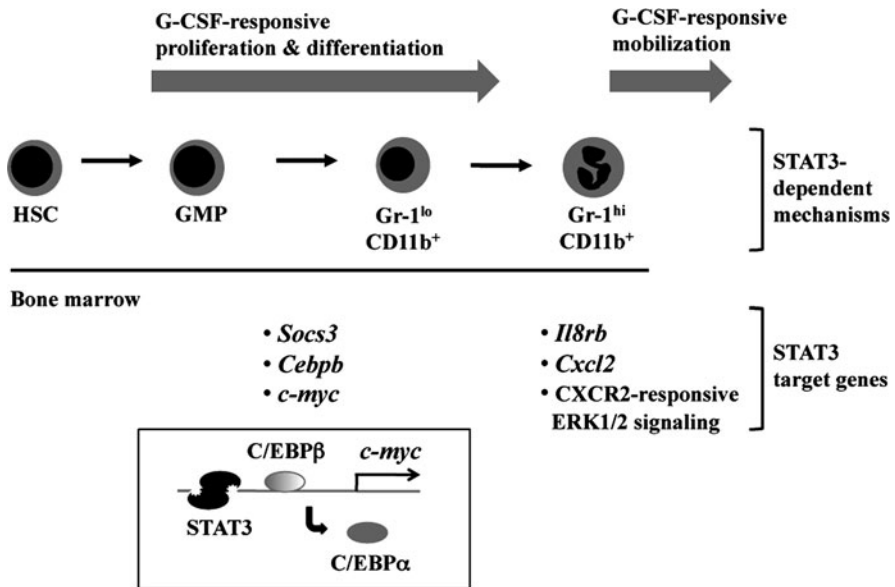 G-CSF-responsive
proliferation & differentiation
G-CSF-responsive
mobilization
HSC
GMP
Gr-1ˡᵒ
CD11b⁺
Gr-1ʰⁱ
CD11b⁺
STAT3-
dependent
mechanisms
Bone marrow
• Socs3
• Cebpb
• c-myc
• Il8rb
• Cxcl2
• CXCR2-responsive
ERK1/2 signaling
STAT3
target genes
C/EBPβ
c-myc
STAT3
C/EBPα